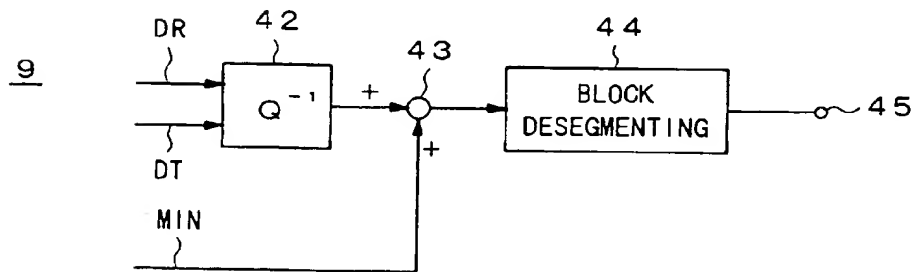 9
DR
42
Q⁻¹
DT
MIN
+
43
+
44
BLOCK
DESEGMENTING
45